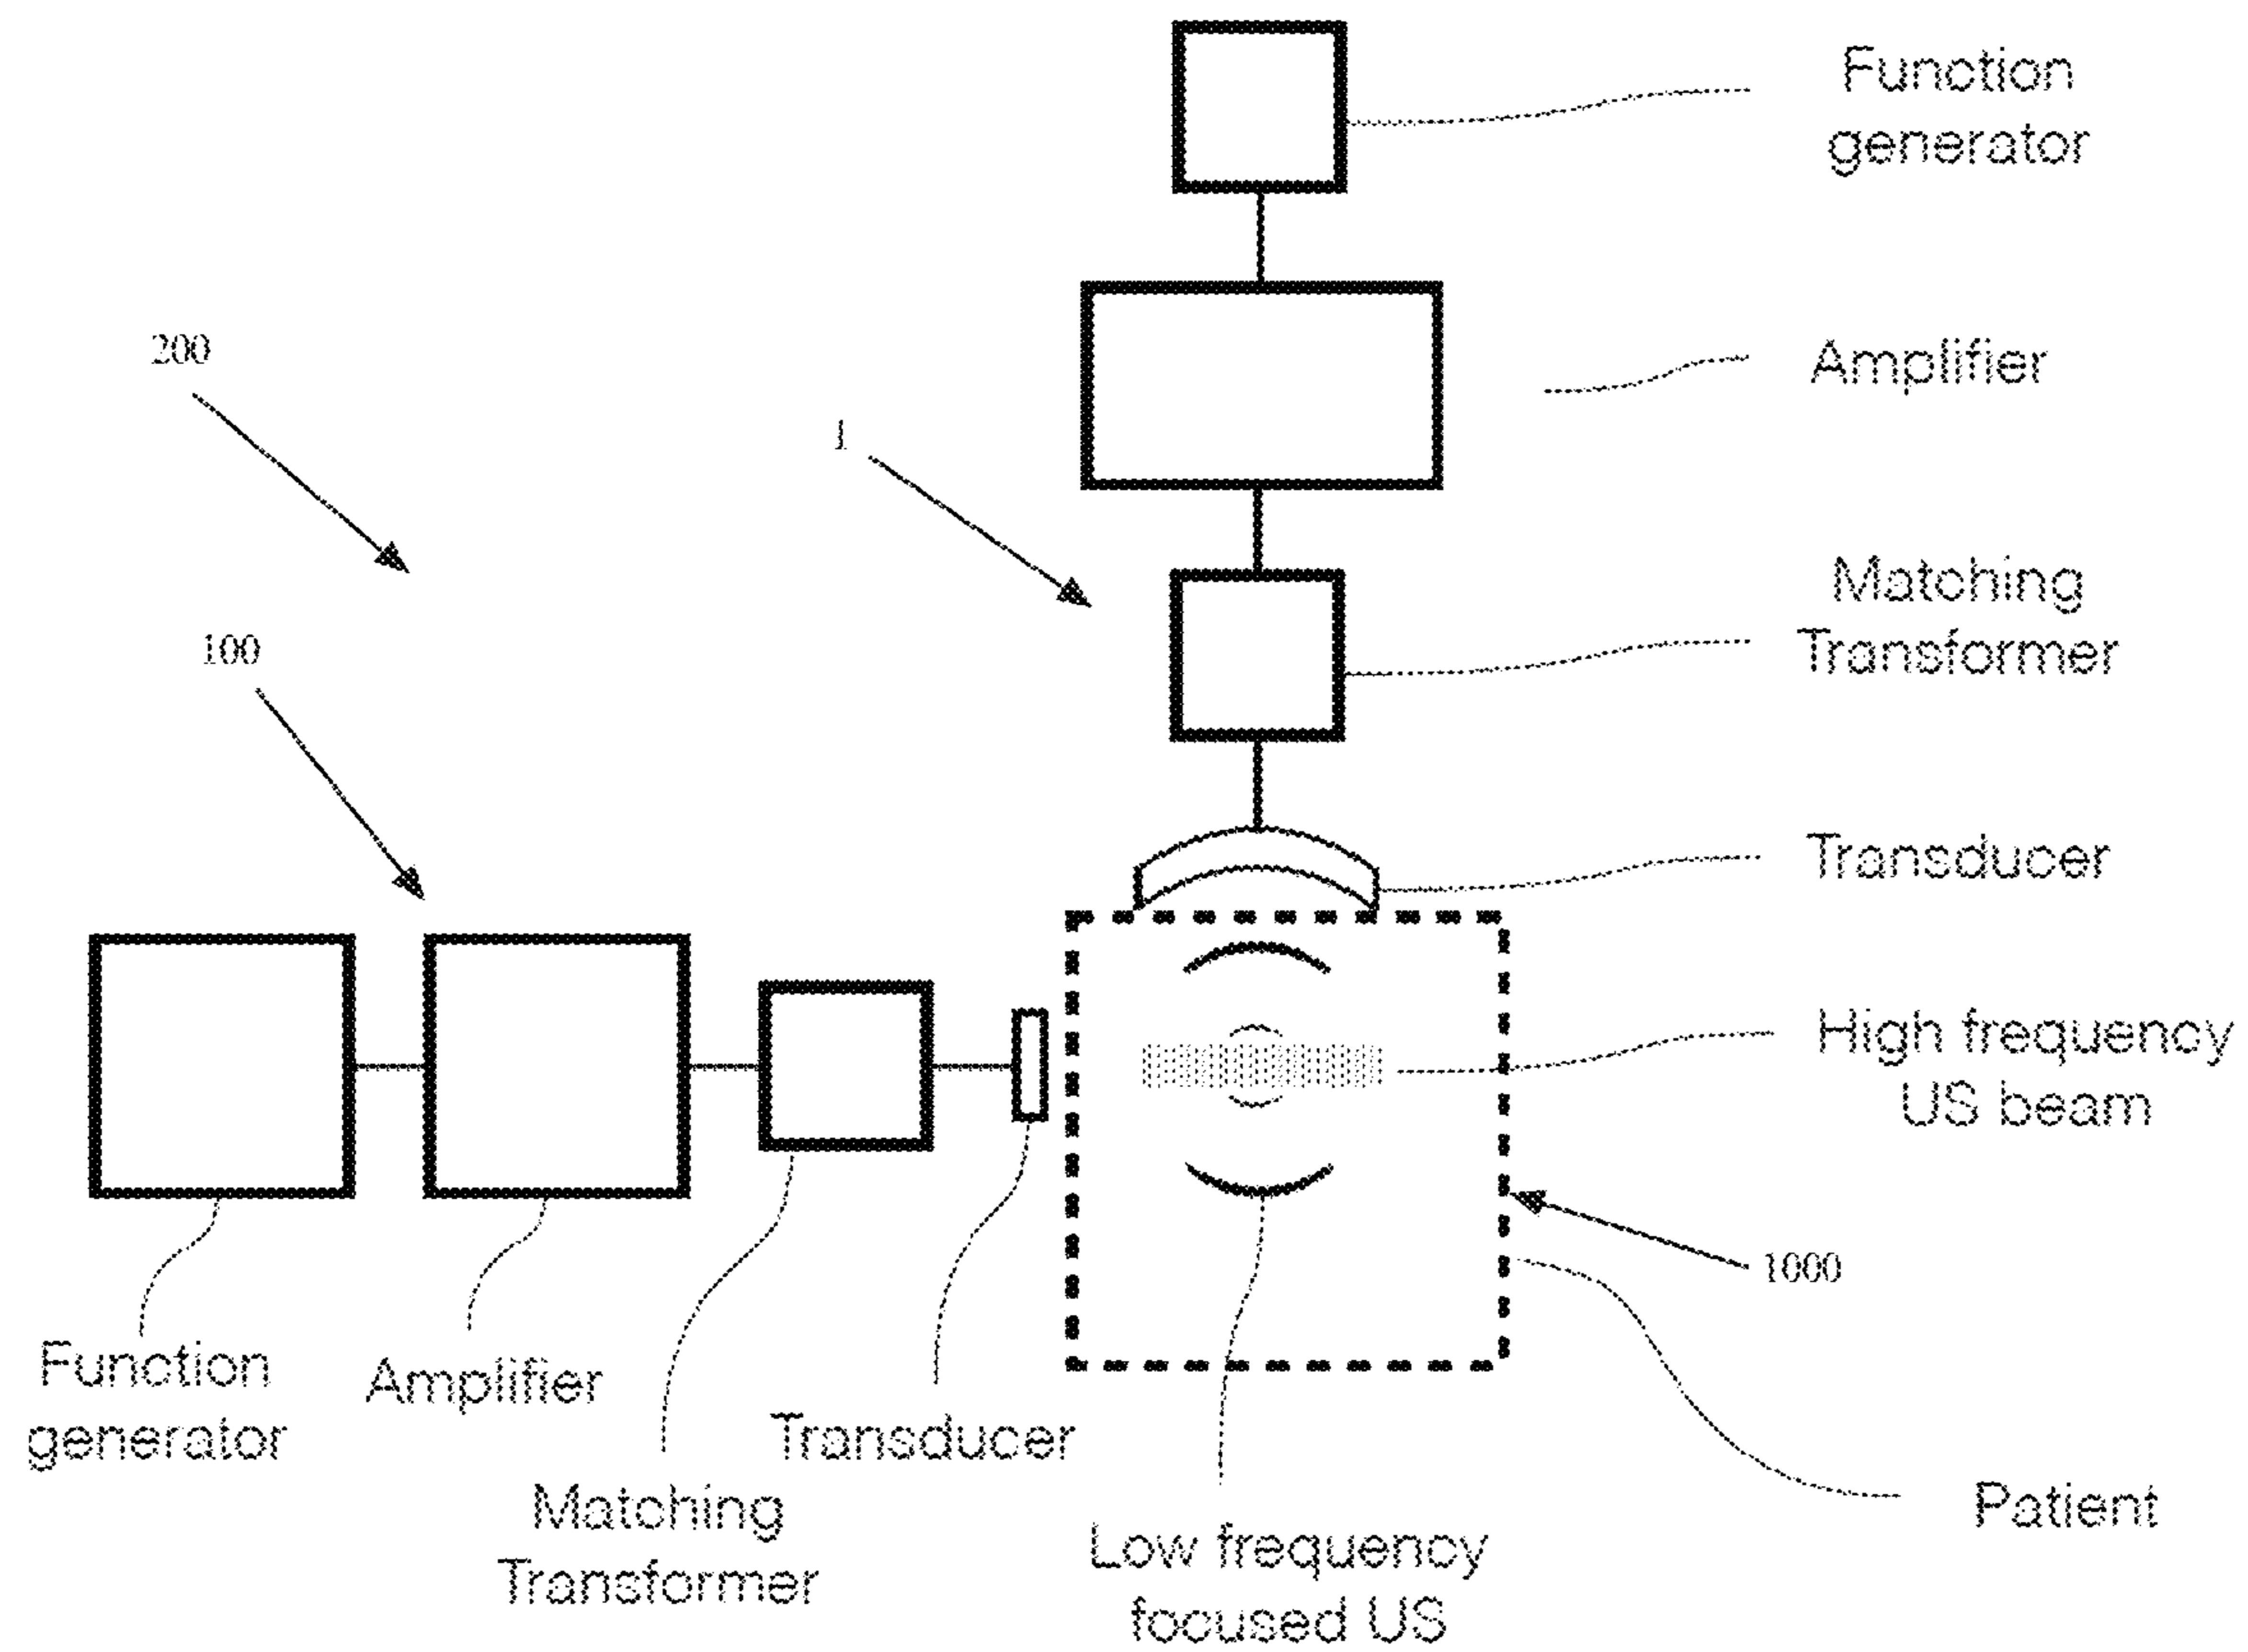 Function
generator
200
Amplifier
1
Matching
Transformer
100
Transducer
High frequency
US beam
1000
Function
generator
Amplifier
Transducer
Matching
Transformer
Low frequency
focused US
Patient